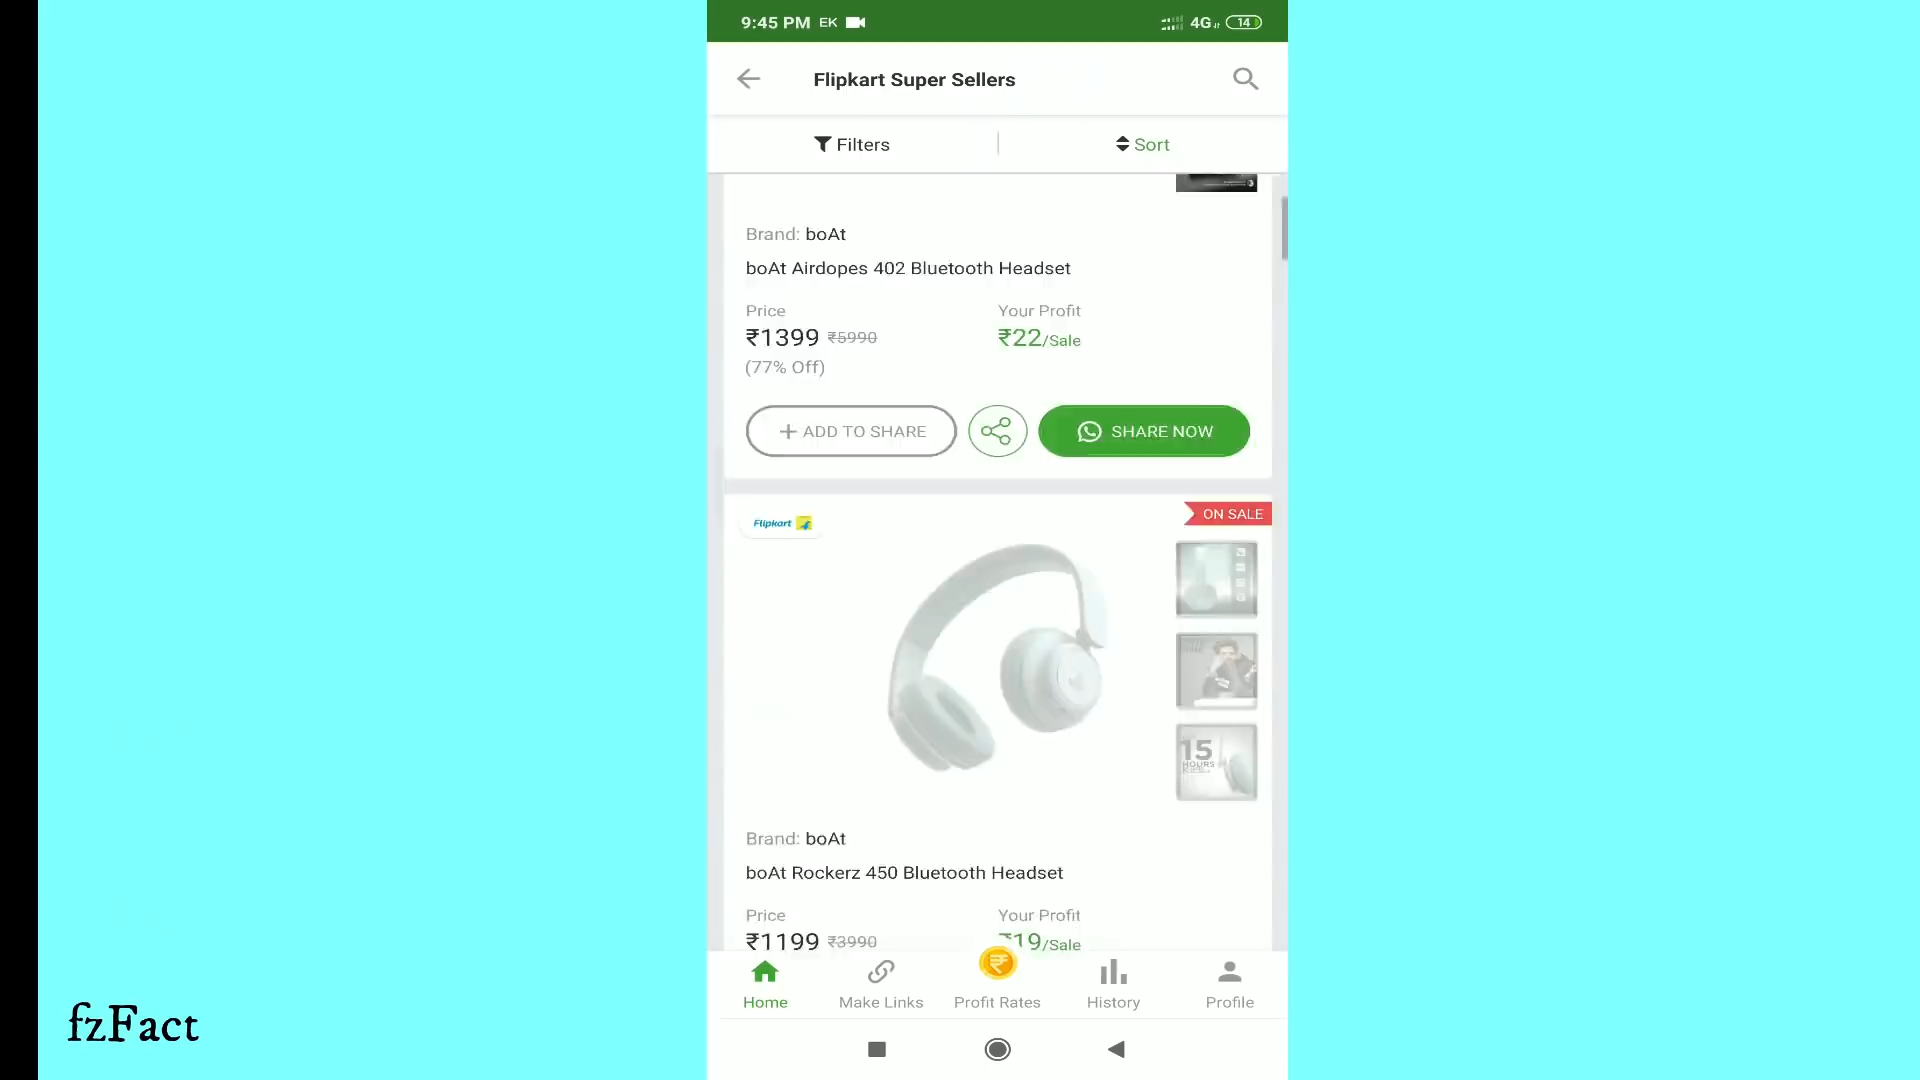 9:45 PM EK 4G 14
Flipkart Super Sellers
Filters Sort
Brand: boAt
boAt Airdopes 402 Bluetooth Headset
Price Your Profit
₹1399 ₹5990 ₹22/Sale
(77% Off)
+ ADD TO SHARE SHARE NOW
Flipkart ON SALE
15
HOURS
Brand: boAt
boAt Rockerz 450 Bluetooth Headset
Price Your Profit
₹1199 ₹3990 ₹19/Sale
Home Make Links Profit Rates History Profile
fzFact